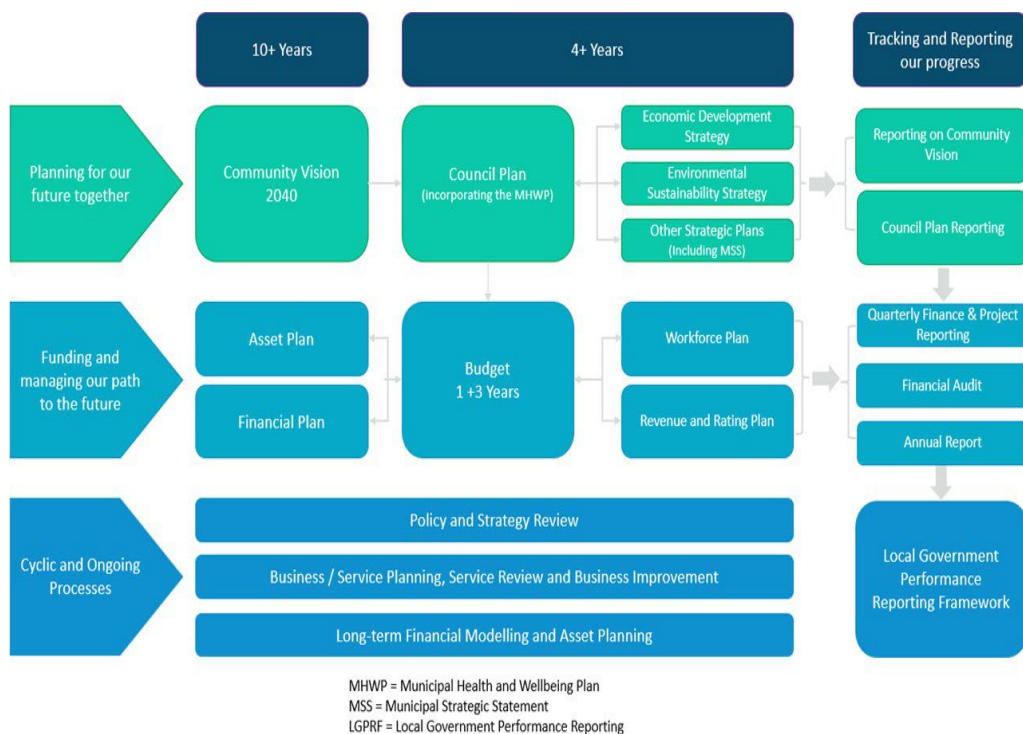 10+ Years
4+ Years
Tracking and Reporting
our progress
Planning for our
future together
Community Vision
2040
Council Plan
(incorporating the MHWP)
Economic Development
Strategy
Environmental
Sustainability Strategy
Other Strategic Plans
(Including MSS)
Reporting on Community
Vision
Council Plan Reporting
Funding and
managing our path
to the future
Asset Plan
Financial Plan
Budget
1 +3 Years
Workforce Plan
Revenue and Rating Plan
Quarterly Finance & Project
Reporting
Financial Audit
Annual Report
Cyclic and Ongoing
Processes
Policy and Strategy Review
Business / Service Planning, Service Review and Business Improvement
Long-term Financial Modelling and Asset Planning
Local Government
Performance
Reporting Framework
MHWP = Municipal Health and Wellbeing Plan
MSS = Municipal Strategic Statement
LGPRF = Local Government Performance Reporting